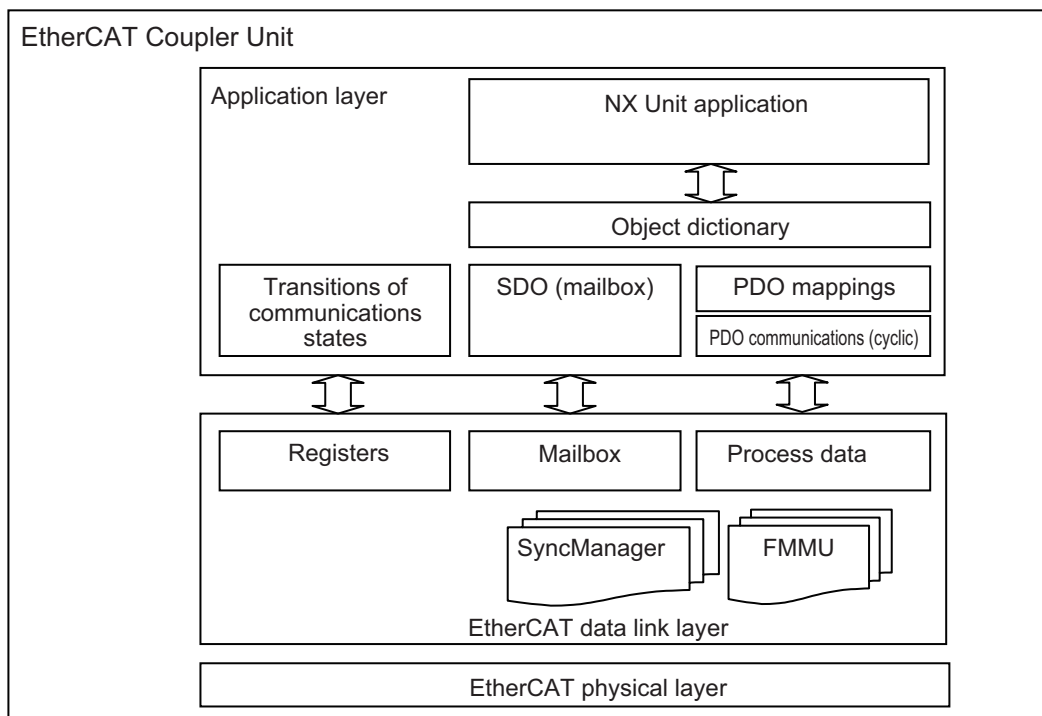 EtherCAT Coupler Unit
Application layer
NX Unit application
Object dictionary
Transitions of
communications
states
SDO (mailbox)
PDO mappings
PDO communications (cyclic)
Registers
Mailbox
Process data
SyncManager
FMMU
EtherCAT data link layer
EtherCAT physical layer